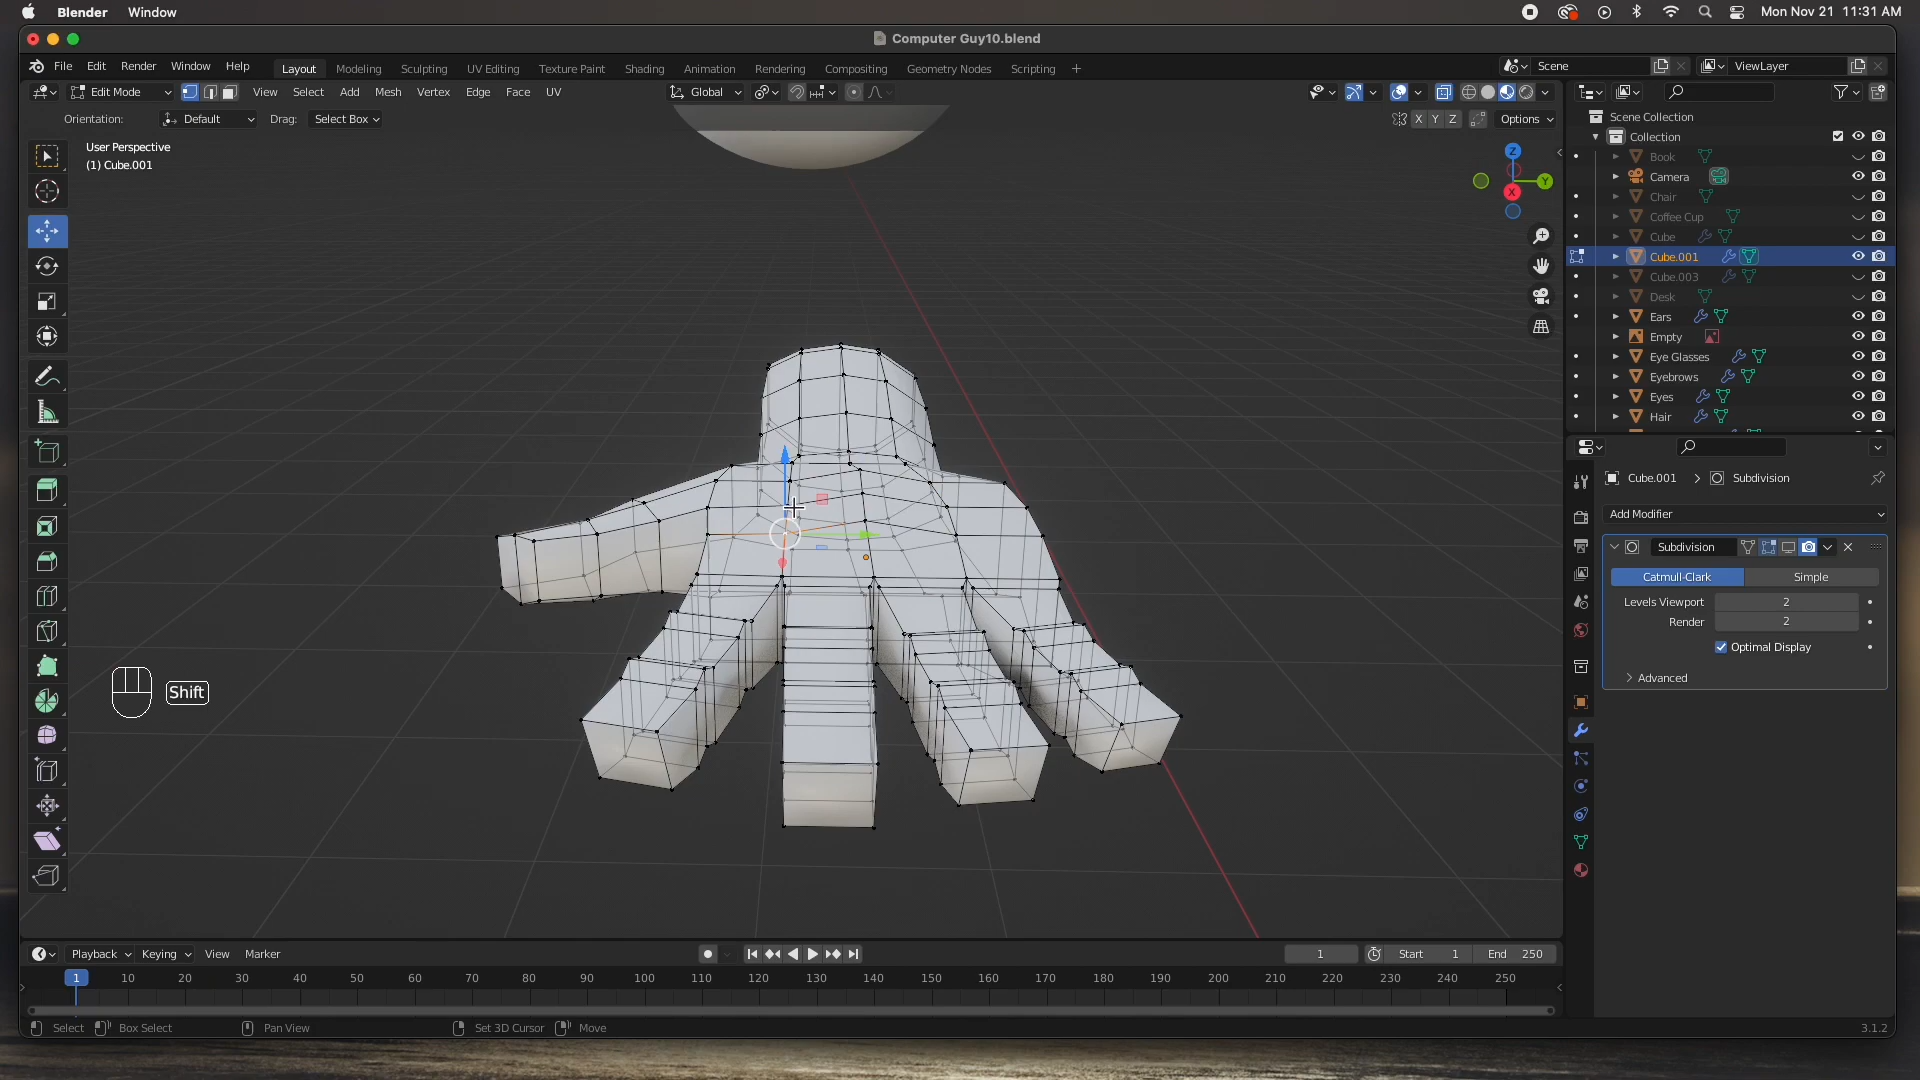 Blender Window Mon Nov 21 11:31 AM
Computer Guy10.blend
File Edit Render Window Help Layout Modeling Sculpting UV Editing Texture Paint Shading Animation Rendering Compositing Geometry Nodes Scripting + Scene ViewLayer
Edit Mode View Select Add Mesh Vertex Edge Face UV Global
Orientation: Default Drag: Select Box X Y Z Options
User Perspective
(1) Cube.001
Z
Y
X
Shift
Scene Collection
Collection
Book
Camera
Chair
Coffee Cup
Cube
Cube.001
Cube.003
Desk
Ears
Empty
Eye Glasses
Eyebrows
Eyes
Hair
Cube.001 > Subdivision
Add Modifier
Subdivision
Catmull-Clark Simple
Levels Viewport 2
Render 2
Optimal Display
Advanced
Playback Keying View Marker 1 Start 1 End 250
1 10 20 30 40 50 60 70 80 90 100 110 120 130 140 150 160 170 180 190 200 210 220 230 240 250
Select Box Select Pan View Set 3D Cursor Move 3.1.2